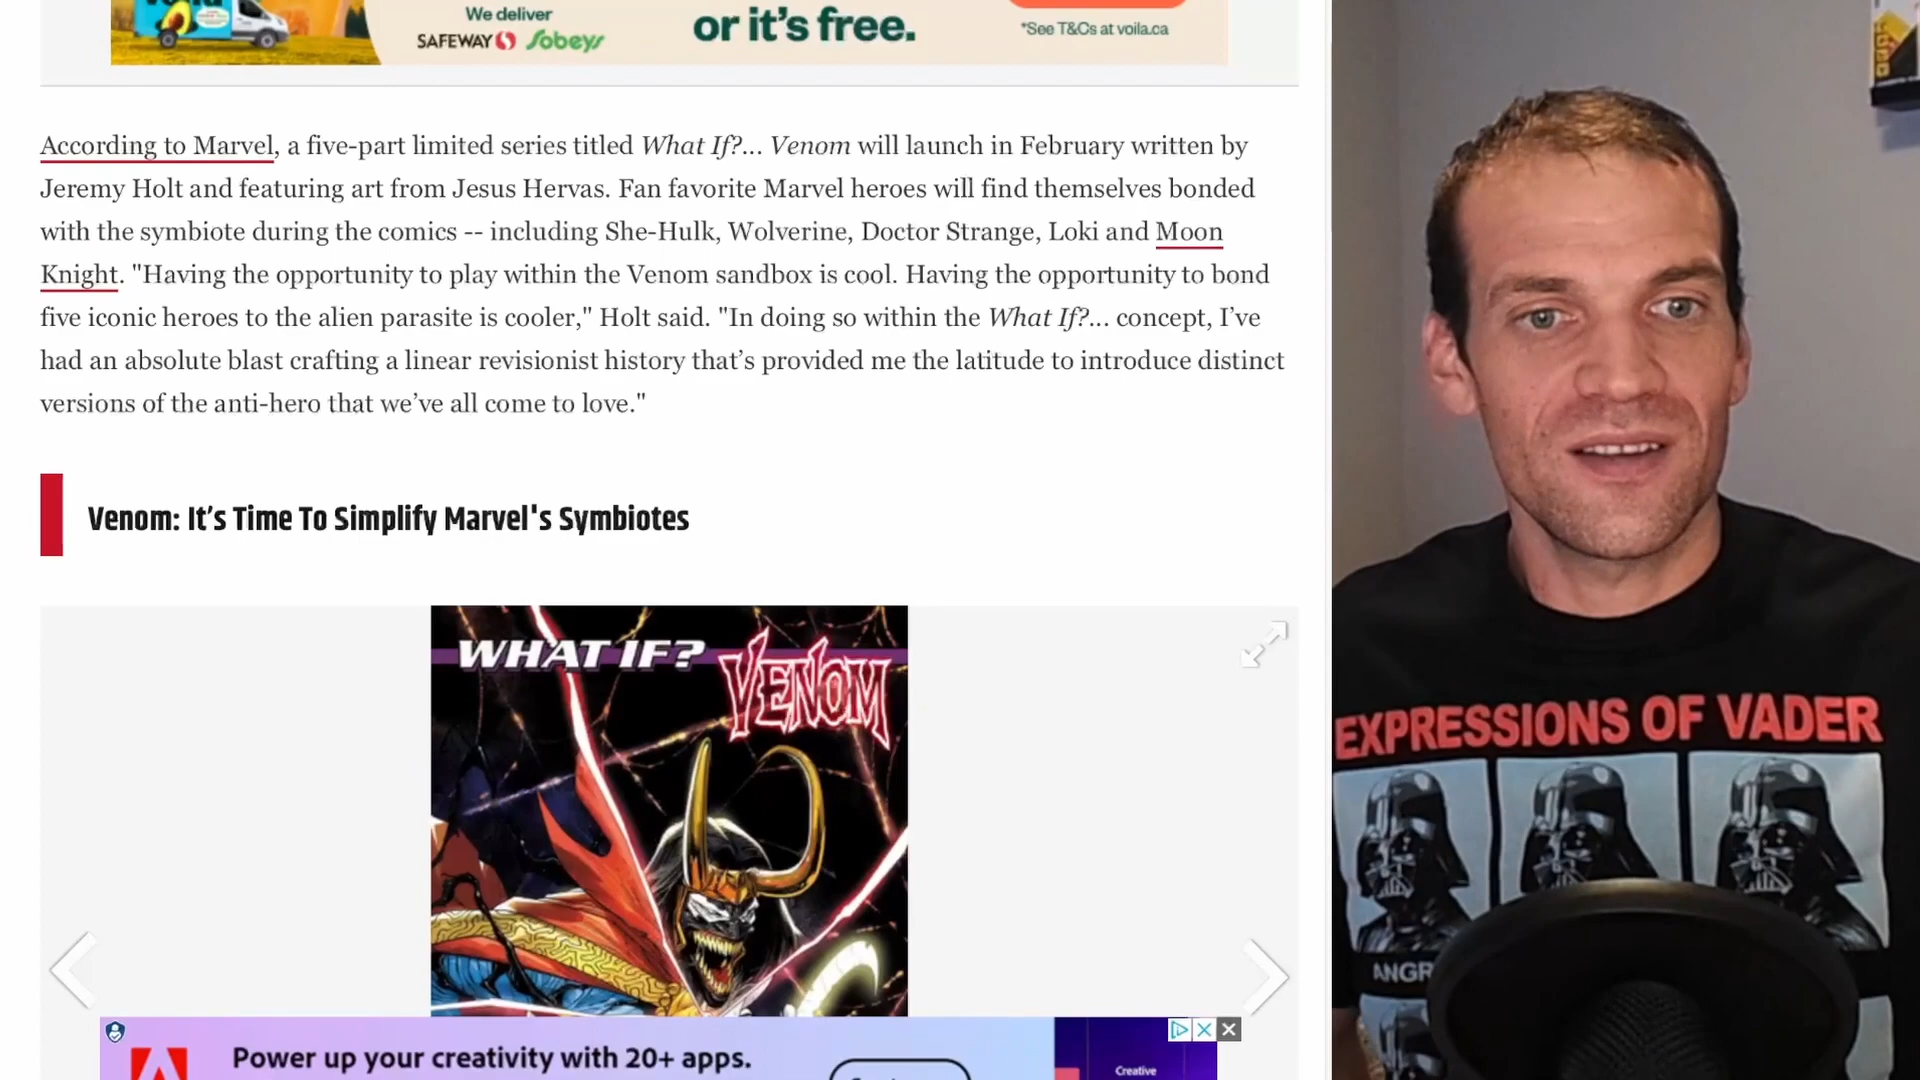 We deliver
SAFEWAY Sobeys
or it's free.
*See T&Cs at voila.ca
According to Marvel, a five-part limited series titled What If?... Venom will launch in February written by
Jeremy Holt and featuring art from Jesus Hervas. Fan favorite Marvel heroes will find themselves bonded
with the symbiote during the comics -- including She-Hulk, Wolverine, Doctor Strange, Loki and Moon
Knight. "Having the opportunity to play within the Venom sandbox is cool. Having the opportunity to bond
five iconic heroes to the alien parasite is cooler," Holt said. "In doing so within the What If?... concept, I’ve
had an absolute blast crafting a linear revisionist history that’s provided me the latitude to introduce distinct
versions of the anti-hero that we’ve all come to love."
Venom: It’s Time To Simplify Marvel's Symbiotes
WHAT IF? VENOM
Power up your creativity with 20+ apps.
Creative
EXPRESSIONS OF VADER